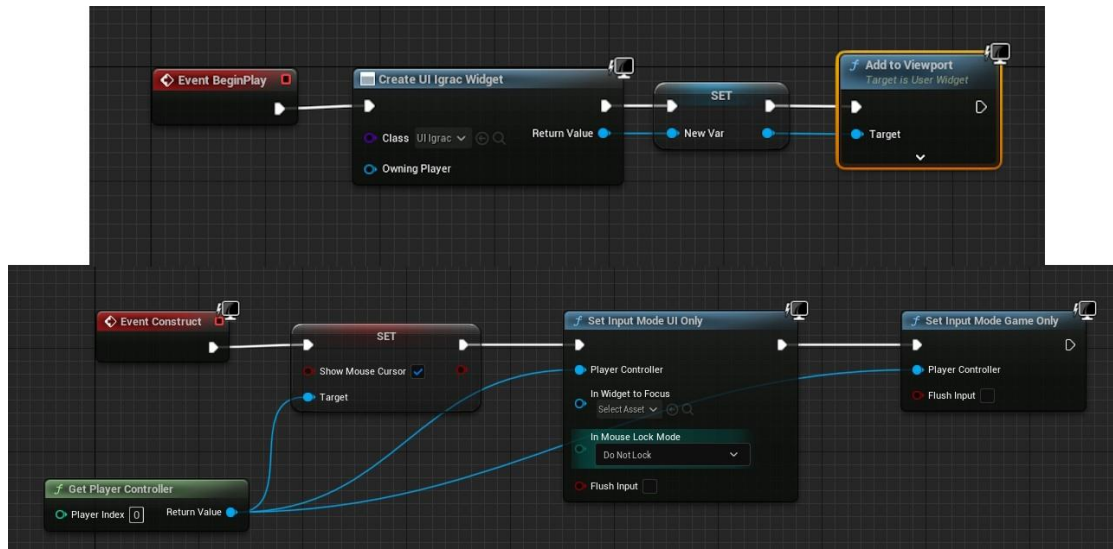 Event BeginPlay
Create UI Igrac Widget
Class UI Igrac
Return Value
Owning Player
SET
New Var
f Add to Viewport
Target is User Widget
Target
Event Construct
SET
Show Mouse Cursor
Target
f Set Input Mode UI Only
Player Controller
In Widget to Focus
Select Asset
In Mouse Lock Mode
Do Not Lock
Flush Input
f Set Input Mode Game Only
Player Controller
Flush Input
f Get Player Controller
Player Index 0
Return Value